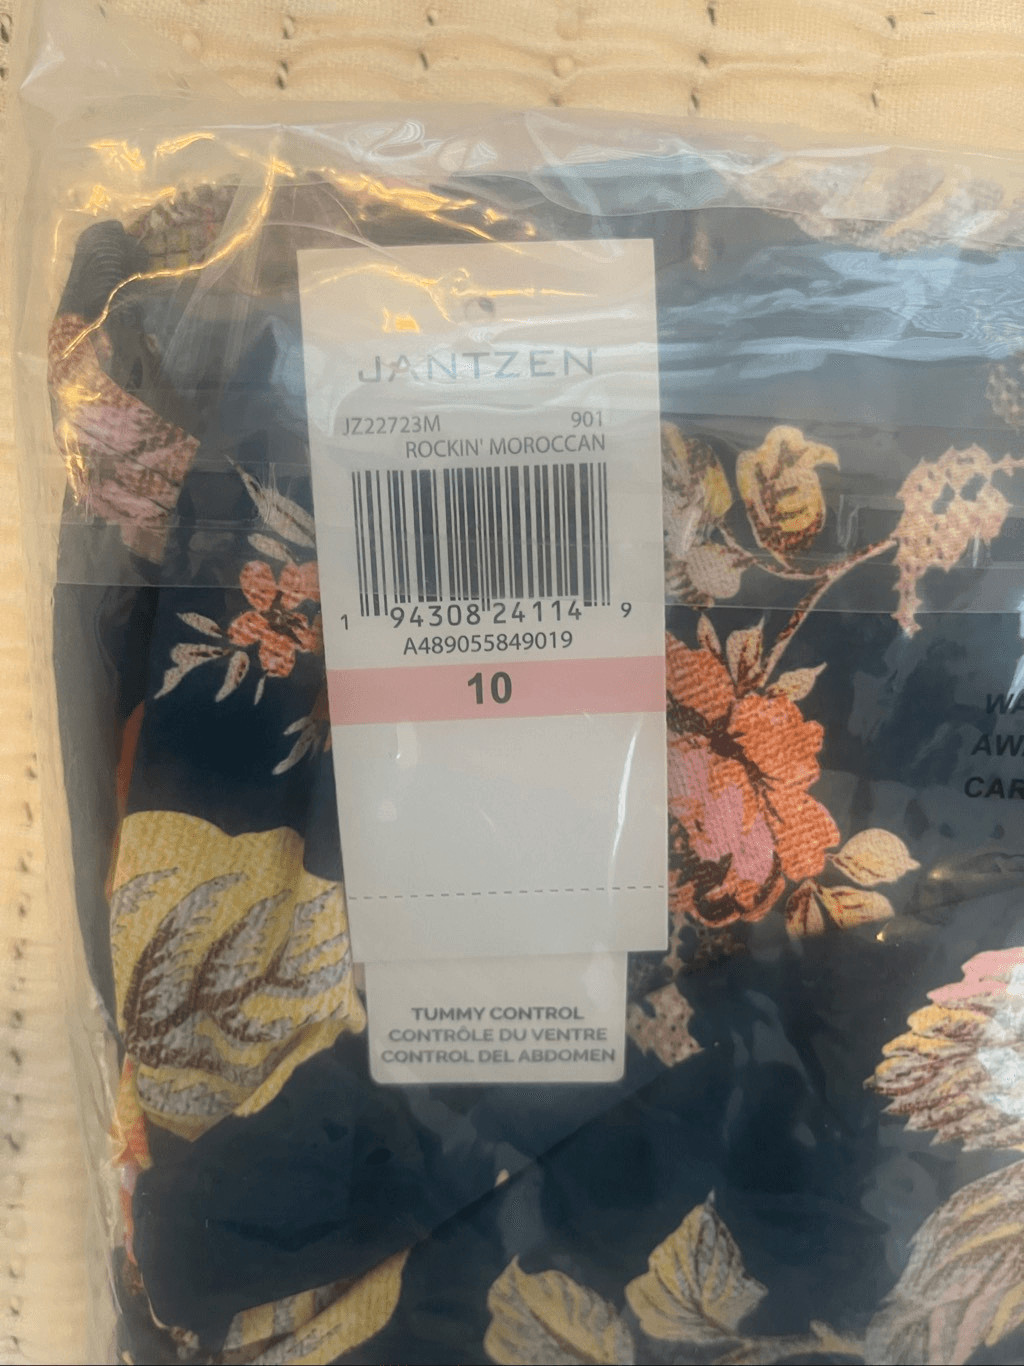 JANTZEN
JZ22723M 901
ROCKIN' MOROCCAN
1 94308 24114 9
A489055849019
10
TUMMY CONTROL
CONTRÔLE DU VENTRE
CONTROL DEL ABDOMEN